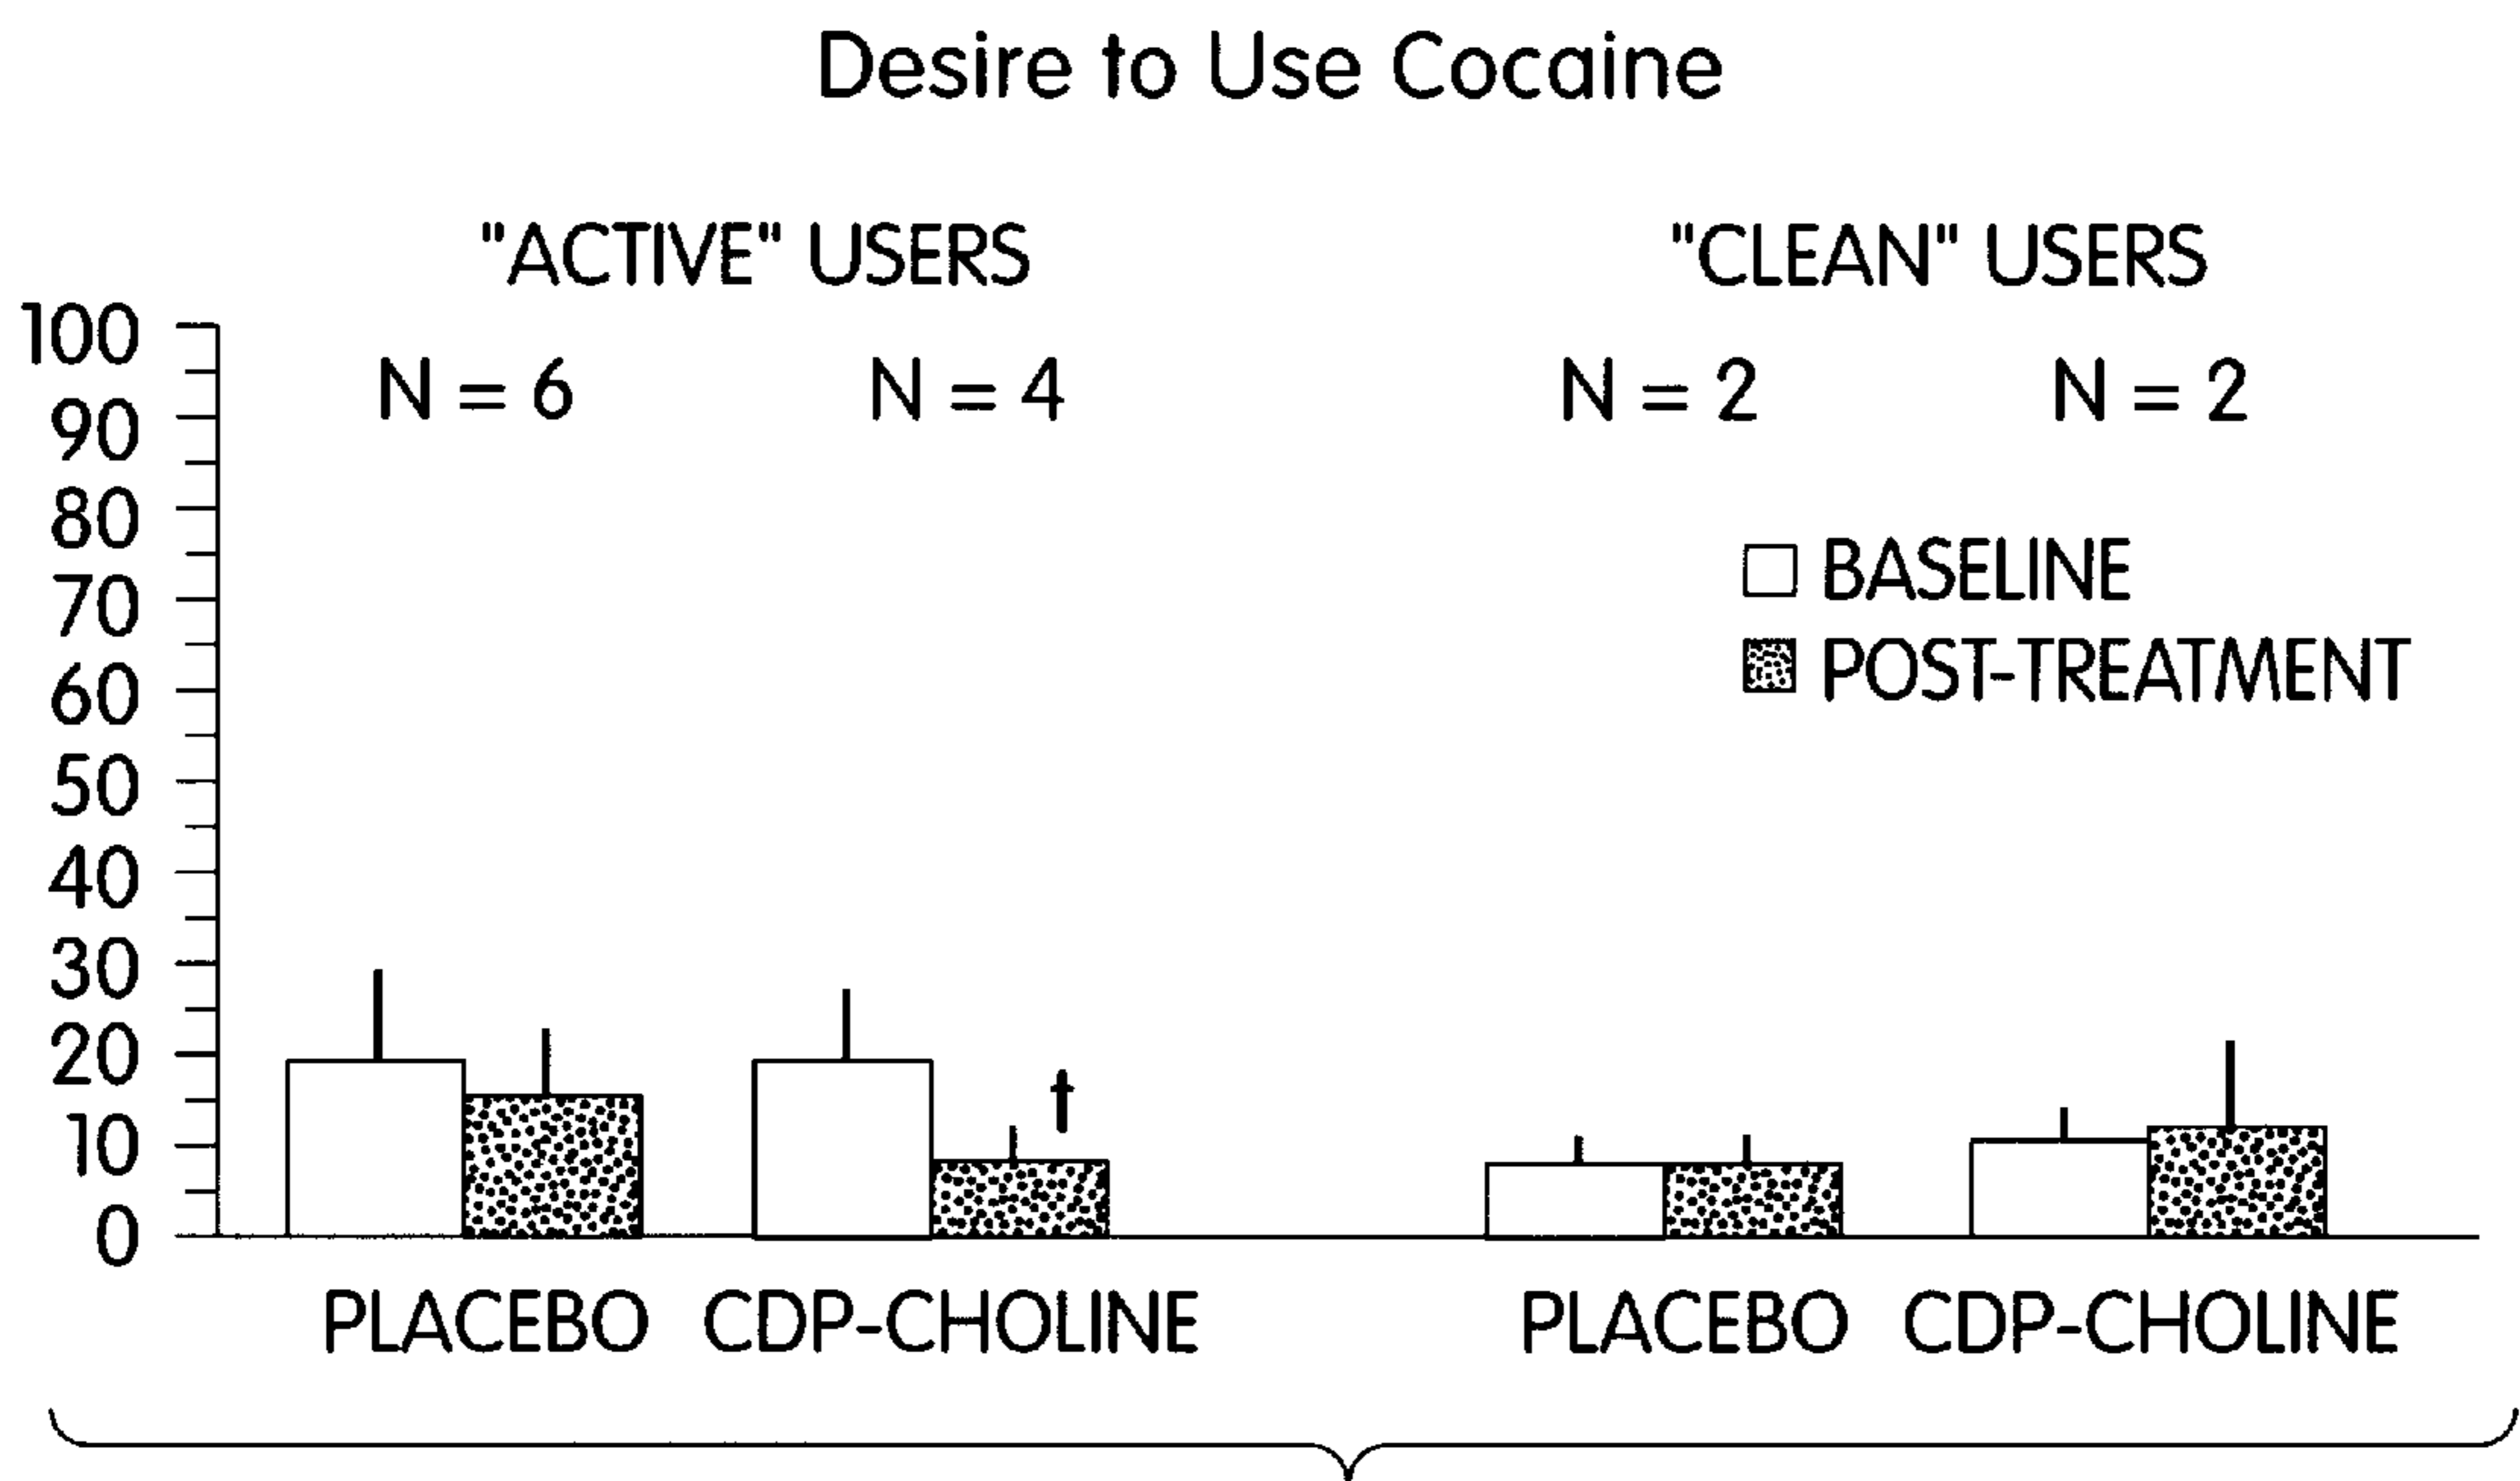 Desire to Use Cocaine
"ACTIVE" USERS "CLEAN" USERS
100
N = 6 N = 4 N = 2 N = 2
90
80
BASELINE
70
POST-TREATMENT
60
50
40
30
20
†
10
0
PLACEBO CDP-CHOLINE PLACEBO CDP-CHOLINE